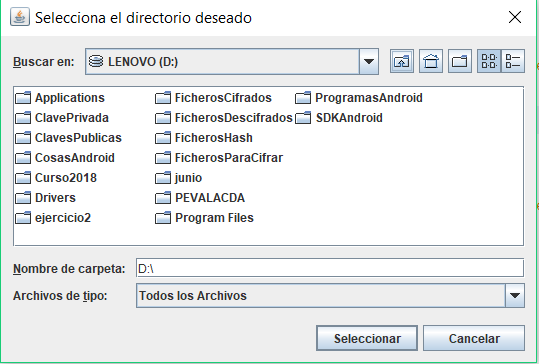 Selecciona el directorio deseado
Buscar en: LENOVO (D:)
Applications FicherosCifrados ProgramasAndroid
ClavePrivada FicherosDescifrados SDKAndroid
ClavesPublicas FicherosHash
CosasAndroid FicherosParaCifrar
Curso2018 junio
Drivers PEVALACDA
ejercicio2 Program Files
Nombre de carpeta: D:\
Archivos de tipo: Todos los Archivos
Seleccionar Cancelar